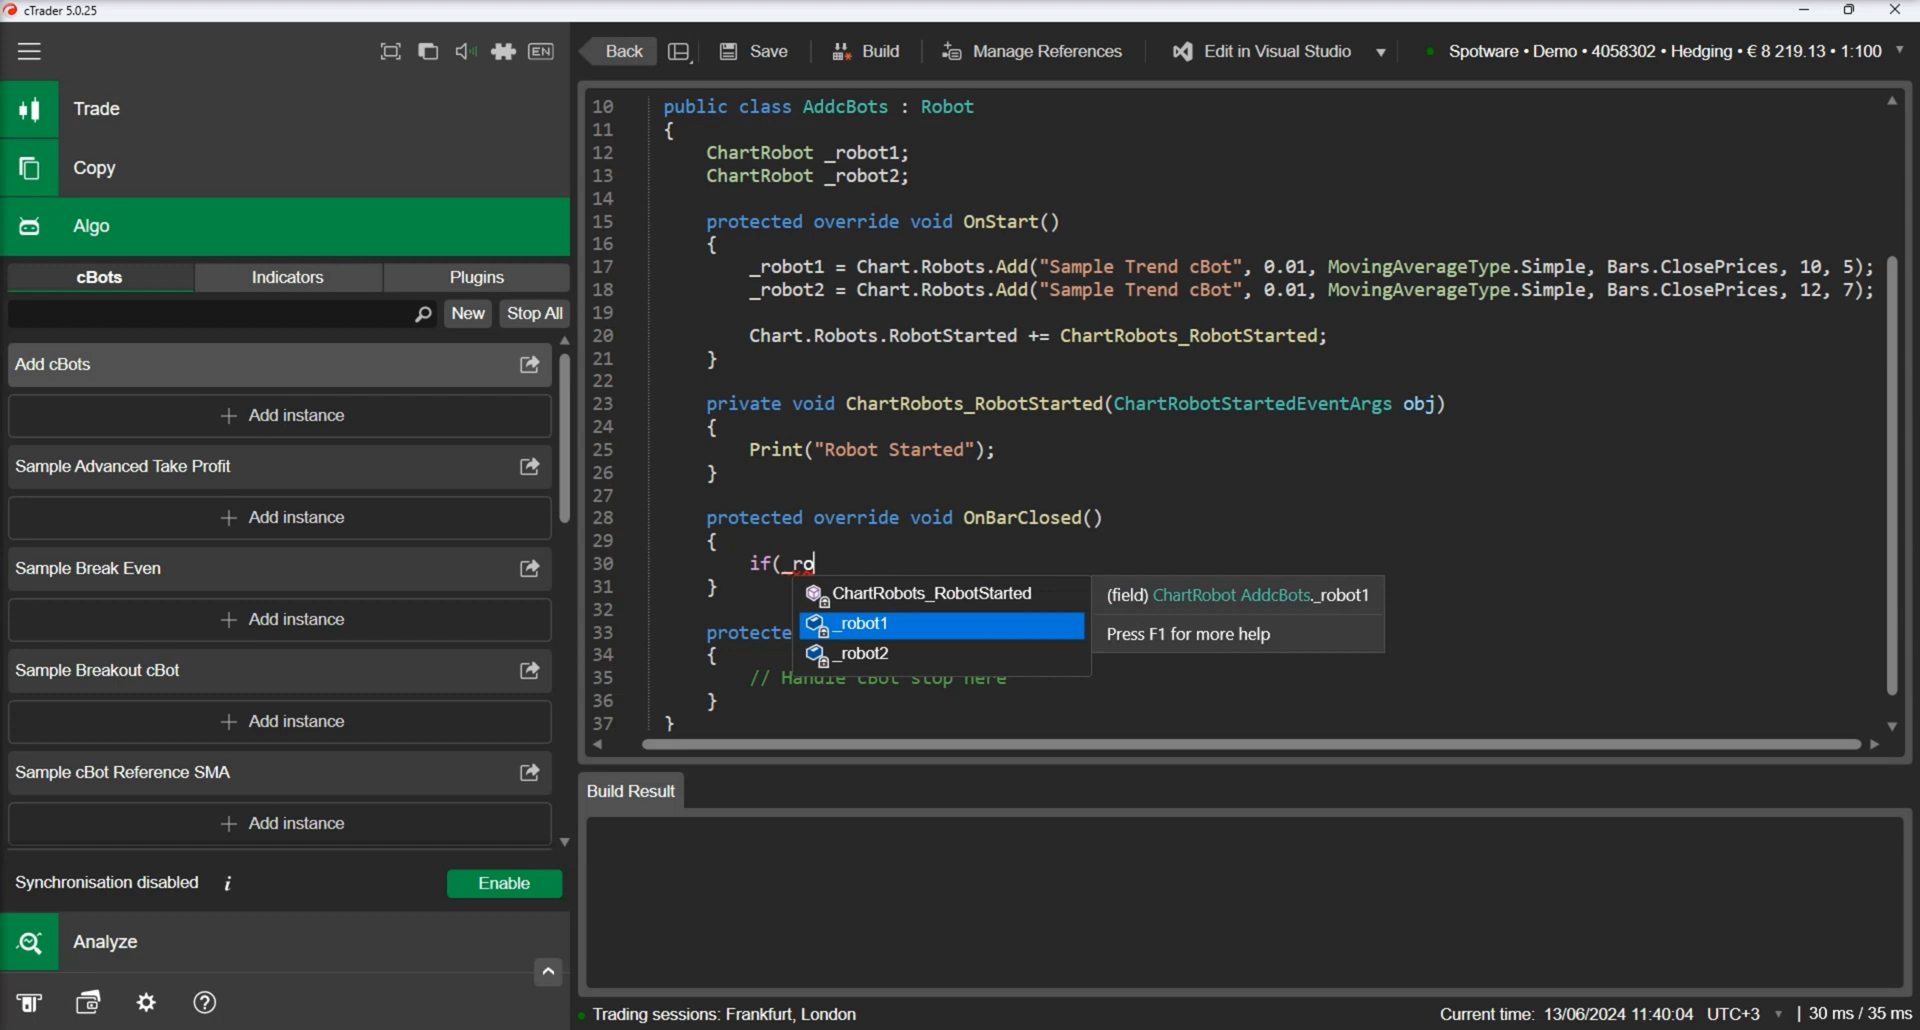 cTrader 5.0.25
EN
Back
Save
Build
Manage References
Edit in Visual Studio
Spotware • Demo • 4058302 • Hedging • € 8 219.13 • 1:100
Trade
Copy
Algo
cBots
Indicators
Plugins
New
Stop All
Add cBots
Add instance
Sample Advanced Take Profit
Add instance
Sample Break Even
Add instance
Sample Breakout cBot
Add instance
Sample cBot Reference SMA
Add instance
Synchronisation disabled
Enable
Analyze
10 public class AddcBots : Robot
11 {
12 ChartRobot _robot1;
13 ChartRobot _robot2;
14
15 protected override void OnStart()
16 {
17 _robot1 = Chart.Robots.Add("Sample Trend cBot", 0.01, MovingAverageType.Simple, Bars.ClosePrices, 10, 5);
18 _robot2 = Chart.Robots.Add("Sample Trend cBot", 0.01, MovingAverageType.Simple, Bars.ClosePrices, 12, 7);
19
20 Chart.Robots.RobotStarted += ChartRobots_RobotStarted;
21 }
22
23 private void ChartRobots_RobotStarted(ChartRobotStartedEventArgs obj)
24 {
25 Print("Robot Started");
26 }
27
28 protected override void OnBarClosed()
29 {
30 if(_ro
31 }
32
33 protecte
34 {
35 // Handle cBot stop here
36 }
37 }
ChartRobots_RobotStarted
_robot1
_robot2
(field) ChartRobot AddcBots._robot1
Press F1 for more help
Build Result
Trading sessions: Frankfurt, London
Current time: 13/06/2024 11:40:04 UTC+3
30 ms / 35 ms